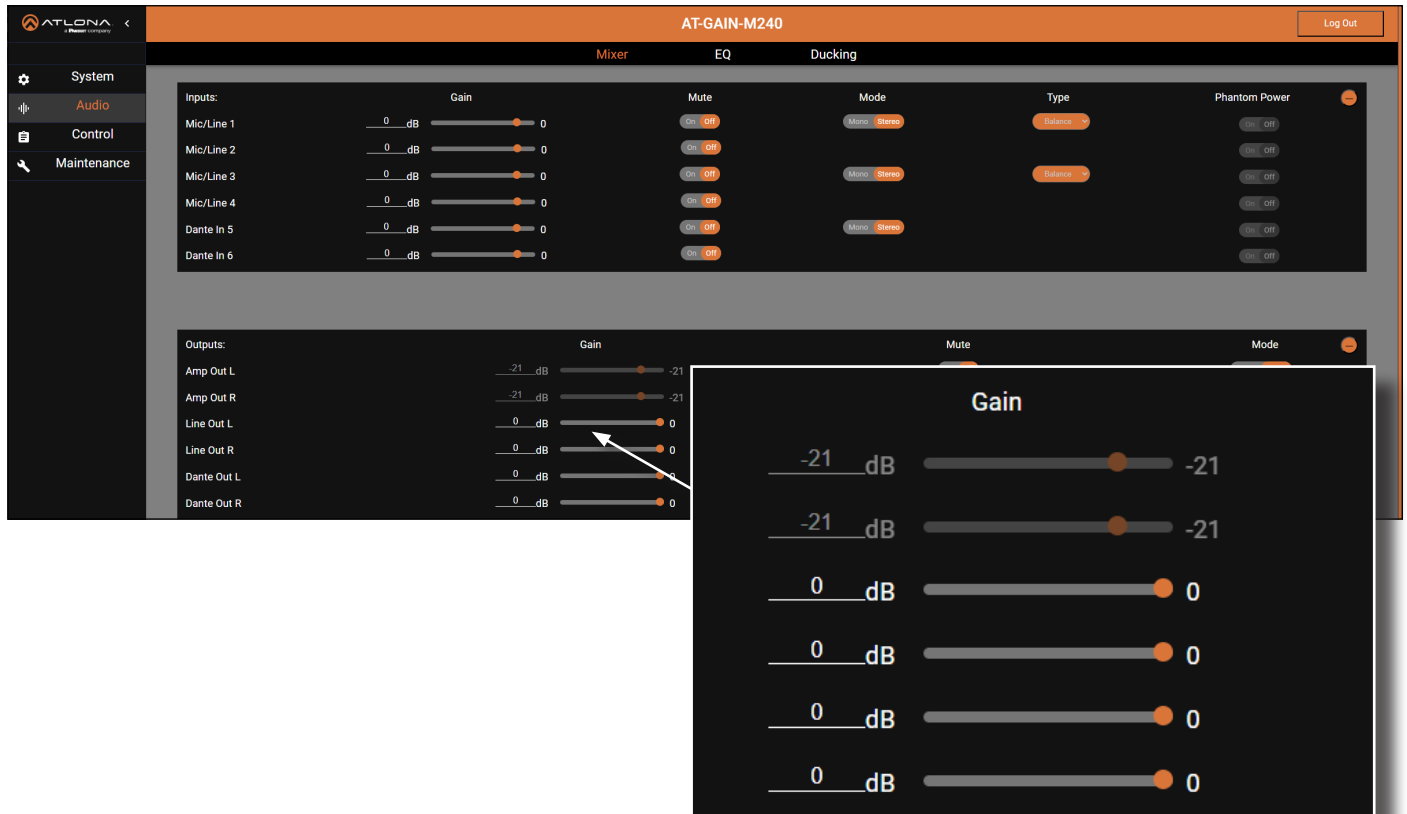 ATLONA
a Panduit company
AT-GAIN-M240
Log Out
Mixer EQ Ducking
System
Audio
Control
Maintenance
Inputs: Gain Mute Mode Type Phantom Power
Mic/Line 1 0 dB 0 On Off Mono Stereo Balance On Off
Mic/Line 2 0 dB 0 On Off On Off
Mic/Line 3 0 dB 0 On Off Mono Stereo Balance On Off
Mic/Line 4 0 dB 0 On Off On Off
Dante In 5 0 dB 0 On Off Mono Stereo On Off
Dante In 6 0 dB 0 On Off On Off
Outputs: Gain Mute Mode
Amp Out L -21 dB -21
Amp Out R -21 dB -21
Line Out L 0 dB 0
Line Out R 0 dB 0
Dante Out L 0 dB 0
Dante Out R 0 dB 0
Gain
-21 dB -21
-21 dB -21
0 dB 0
0 dB 0
0 dB 0
0 dB 0